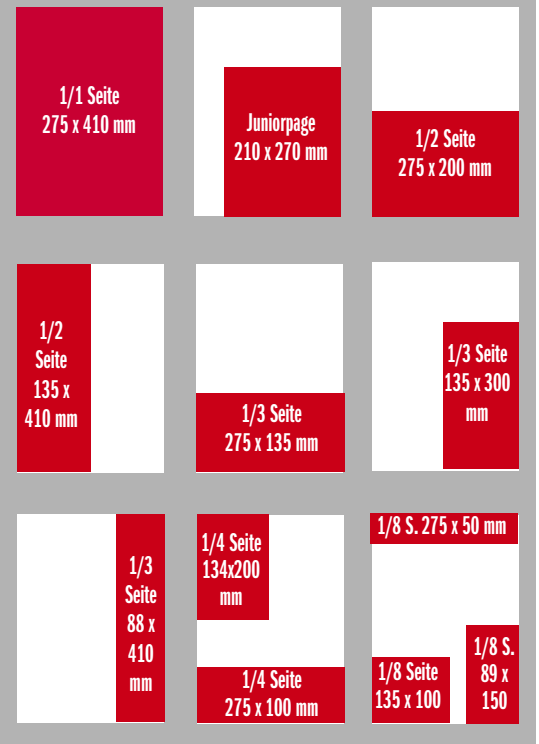 1/1 Seite
275 x 410 mm
Juniorpage
210 x 270 mm
1/2 Seite
275 x 200 mm
1/2
Seite
135 x
410 mm
1/3 Seite
275 x 135 mm
1/3 Seite
135 x 300
mm
1/3
Seite
88 x
410
mm
1/4 Seite
134x200
mm
1/4 Seite
275 x 100 mm
1/8 S. 275 x 50 mm
1/8 Seite
135 x 100
1/8 S.
89 x
150